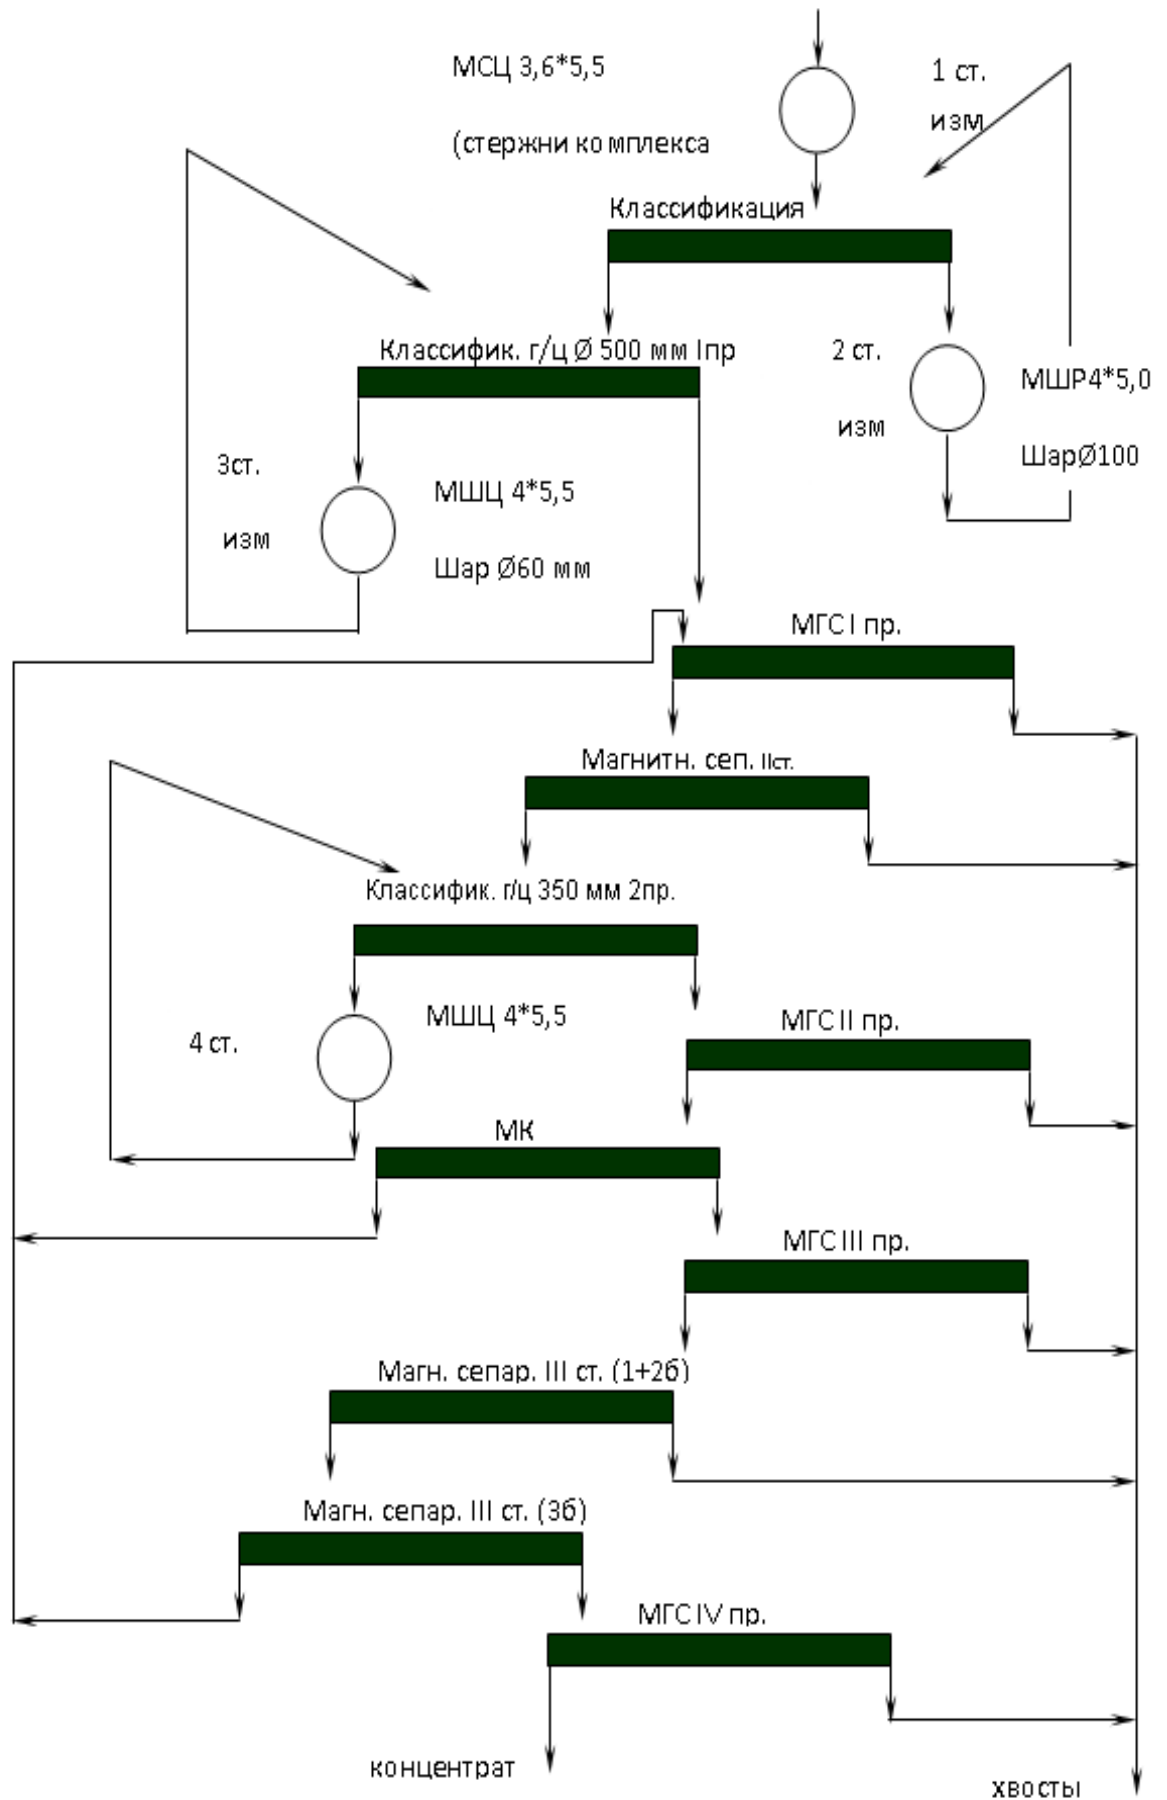 МСЦ 3,6*5,5
(стержни комплекса
1 ст.
изм
Классификация
Классифик. г/ц Ø 500 мм Iпр
2 ст.
изм
МШР4*5,0
ШарØ100
3ст.
изм
МШЦ 4*5,5
Шар Ø60 мм
МГС I пр.
Магнитн. сеп. IIст.
Классифик. г/ц 350 мм 2пр.
4 ст.
МШЦ 4*5,5
МГС II пр.
МК
МГС III пр.
Магн. сепар. III ст. (1+2б)
Магн. сепар. III ст. (3б)
МГС IV пр.
концентрат
хвосты